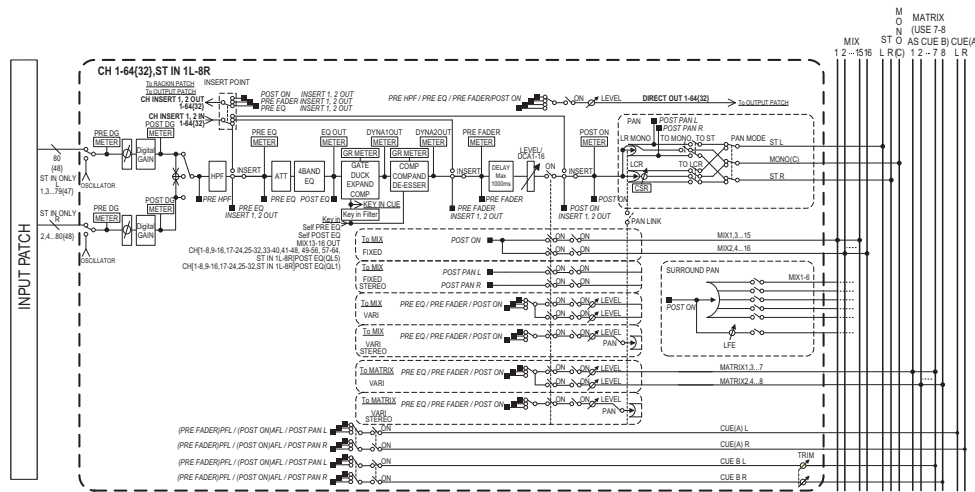 MONO(C)
MATRIX
(USE 7-8
MIX
ST
AS CUE B)
CUE(A)
1 2 ···1516
L R
1 2 ·· 7 8
L R
CH 1-64{32},ST IN 1L-8R
To RACKIN PATCH
To OUTPUT PATCH
INSERT POINT
CH INSERT 1, 2 OUT
1-64(32)
CH INSERT 1, 2 IN
1-64(32)
POST ON INSERT 1, 2 OUT
PRE FADER INSERT 1, 2 OUT
PRE EQ INSERT 1, 2 OUT
PRE HPF / PRE EQ / PRE FADER/POST ON
ON
LEVEL
DIRECT OUT 1-64(32)
To OUTPUT PATCH
INPUT PATCH
80
{48}
ST IN ONLY
L
1,3...79(47)
OSCILLATOR
PRE DG
METER
Digital
GAIN
POST DG
METER
ST IN ONLY
R
2,4...80(48)
OSCILLATOR
PRE DG
METER
Digital
GAIN
POST DG
METER
HPF
PRE HPF
INSERT
PRE EQ
INSERT 1, 2 OUT
PRE EQ
METER
ATT
PRE EQ
4BAND
EQ
POST EQ
EQ OUT
METER
GR METER
GATE
DUCK
EXPAND
COMP
DYNA1OUT
METER
GR METER
COMP
COMPAND
DE-ESSER
DYNA2OUT
METER
KEY IN CUE
Key in Filter
Key in
Self PRE EQ
Self POST EQ
MIX13-16 OUT
CH[1-8,9-16,17-24,25-32,33-40,41-48, 49-56, 57-64,
ST IN 1L-8R]POST EQ(QL5)
CH[1-8,9-16,17-24,25-32,ST IN 1L-8R]POST EQ(QL1)
INSERT
PRE FADER
INSERT 1, 2 OUT
PRE FADER
METER
DELAY
Max
1000ms
PRE FADER
LEVEL/
DCA1-16
ON
INSERT
POST ON
INSERT 1, 2 OUT
POST ON
METER
POST ON
PAN
POST PAN L
POST PAN R
LR MONO
TO MONO, TO ST
PAN MODE
LCR
TO LCR
CSR
PAN LINK
ST L
MONO(C)
ST R
To MIX
FIXED
POST ON
ON
ON
MIX1,3...15
MIX2,4...16
To MIX
FIXED
STEREO
POST PAN L
POST PAN R
ON
ON
To MIX
VARI
PRE EQ / PRE FADER / POST ON
ON
ON
LEVEL
ON
ON
LEVEL
To MIX
VARI
STEREO
PRE EQ / PRE FADER / POST ON
ON
ON
LEVEL
PAN
SURROUND PAN
MIX1-6
POST ON
LFE
To MATRIX
VARI
PRE EQ / PRE FADER / POST ON
ON
ON
LEVEL
MATRIX1,3...7
ON
ON
LEVEL
MATRIX2,4...8
To MATRIX
VARI
STEREO
PRE EQ / PRE FADER / POST ON
ON
ON
LEVEL
PAN
(PRE FADER)PFL / (POST ON)AFL / POST PAN L
ON
CUE(A) L
(PRE FADER)PFL / (POST ON)AFL / POST PAN R
CUE(A) R
(PRE FADER)PFL / (POST ON)AFL / POST PAN L
ON
CUE B L
TRIM
(PRE FADER)PFL / (POST ON)AFL / POST PAN R
CUE B R